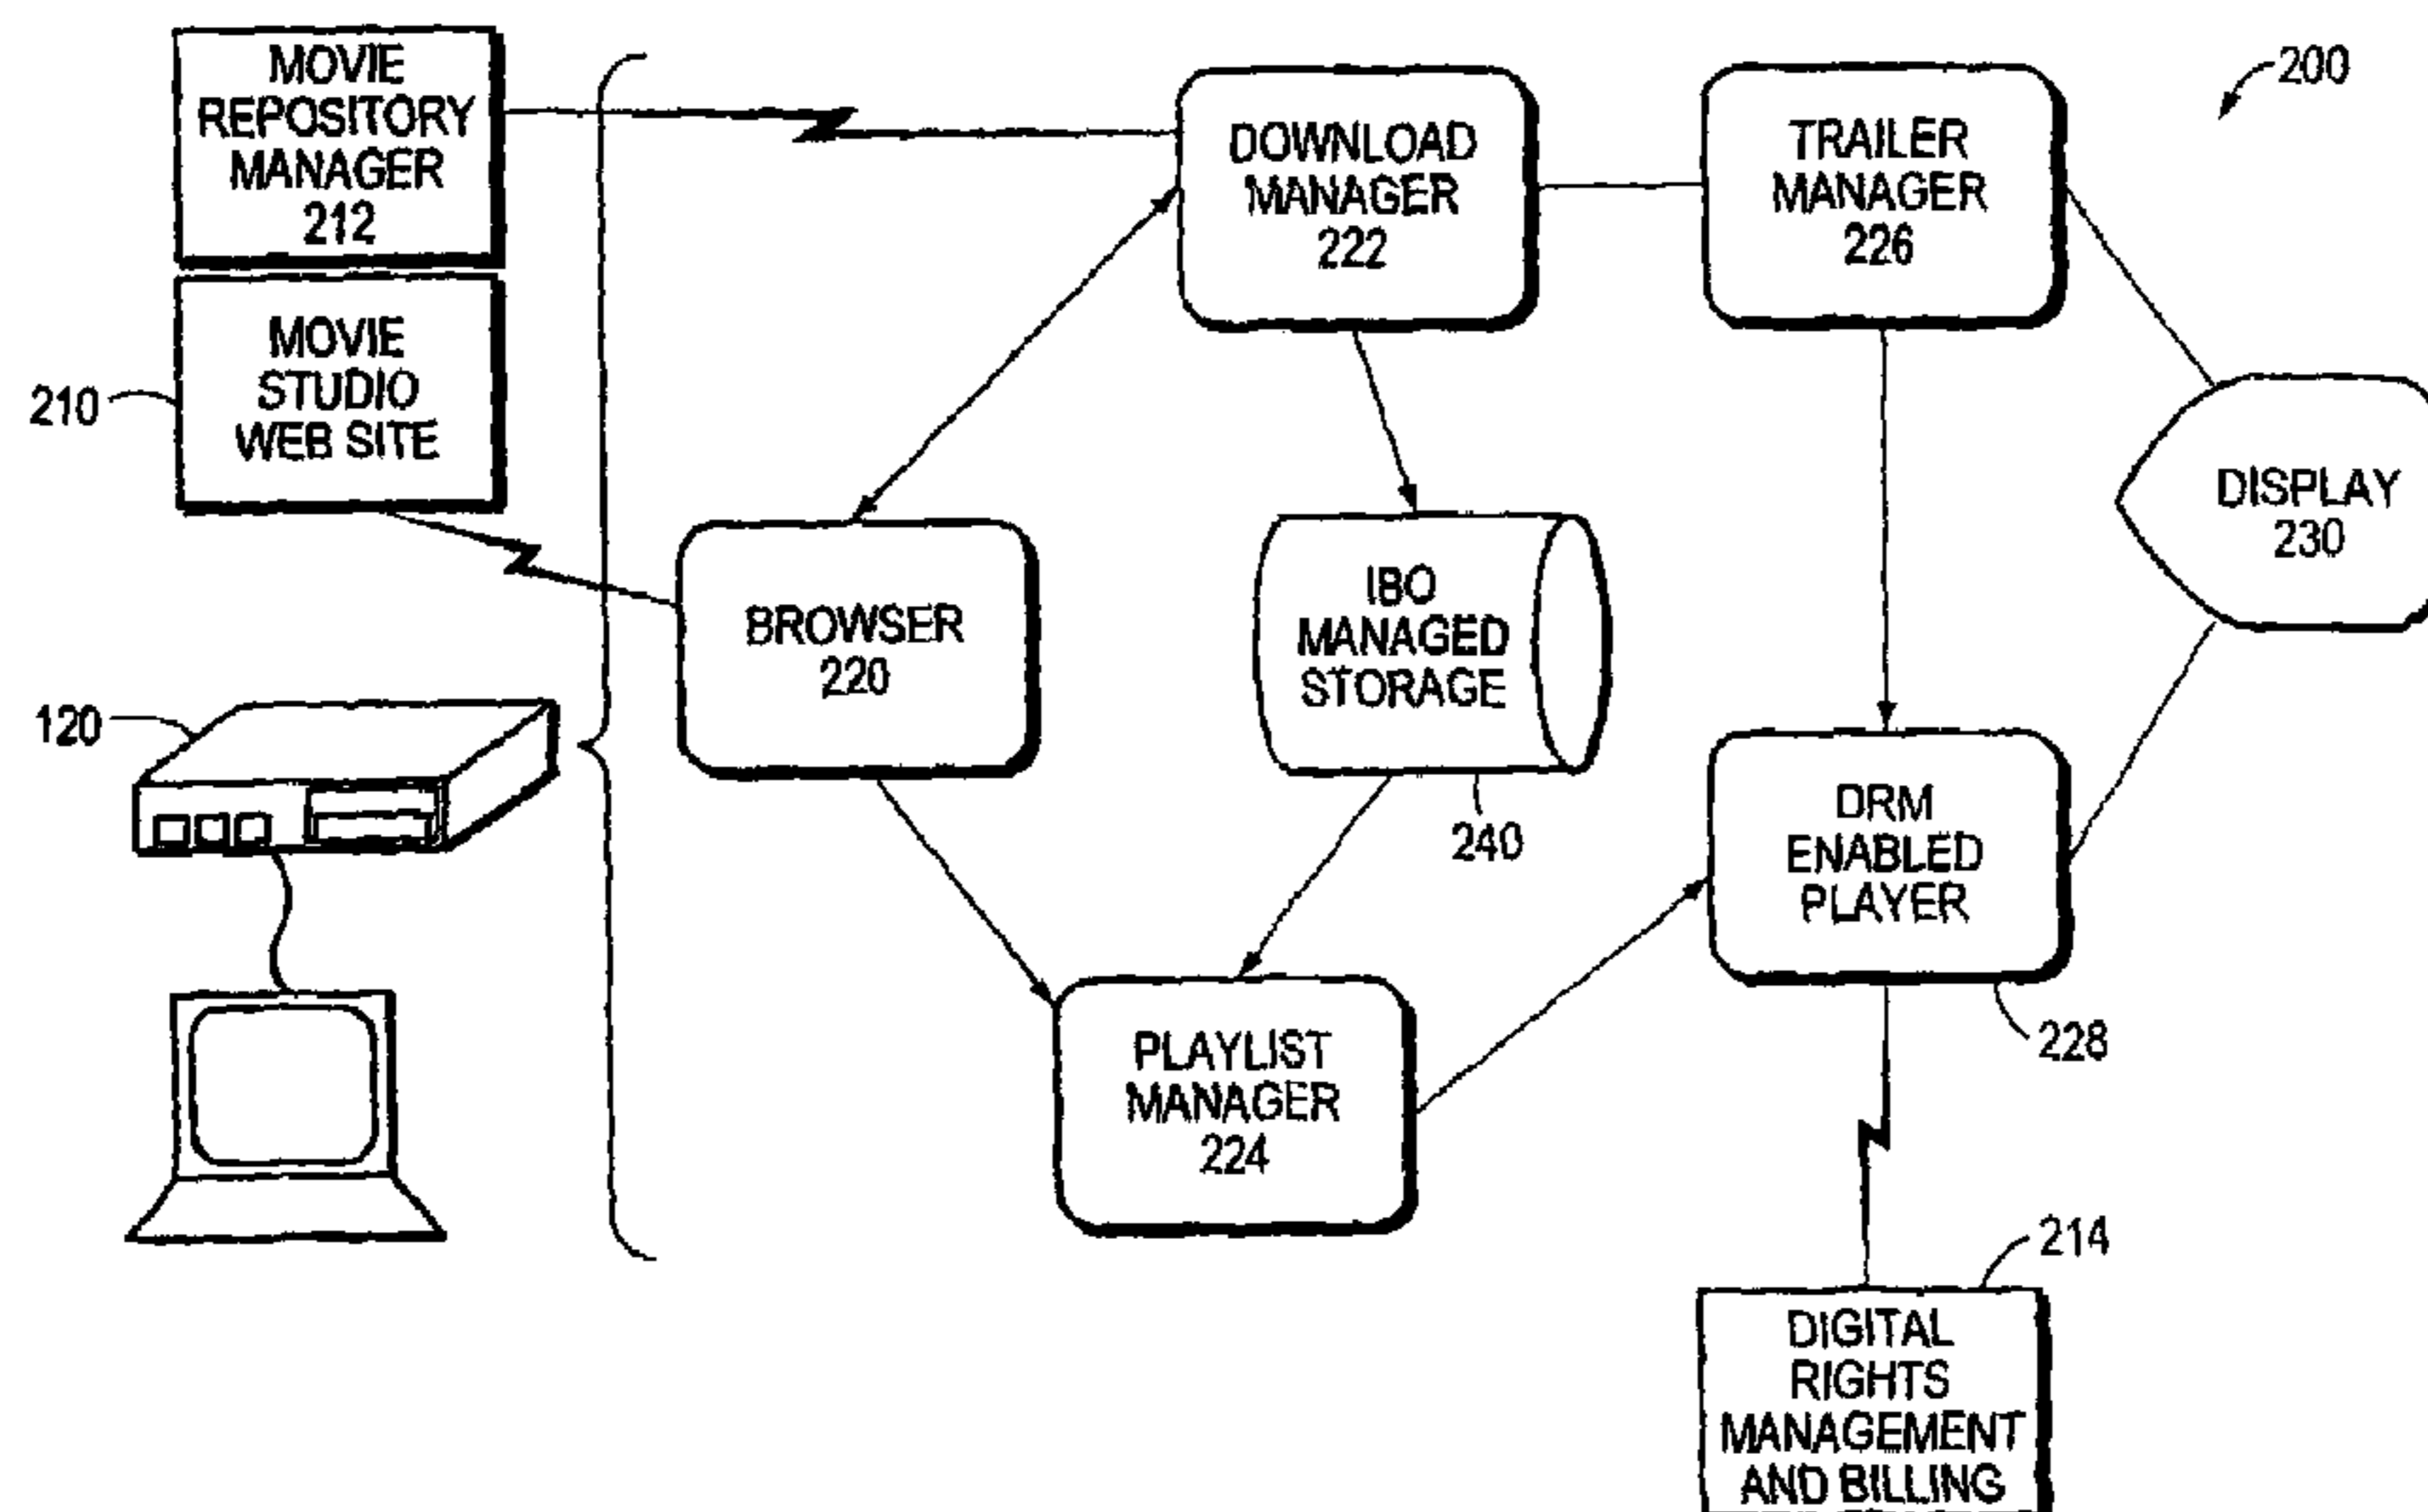 MOVIE
REPOSITORY
MANAGER
212
MOVIE
STUDIO
WEB SITE
210
120
DOWNLOAD
MANAGER
222
TRAILER
MANAGER
226
200
DISPLAY
230
BROWSER
220
IBO
MANAGED
STORAGE
240
DRM
ENABLED
PLAYER
228
PLAYLIST
MANAGER
224
214
DIGITAL
RIGHTS
MANAGEMENT
AND BILLING